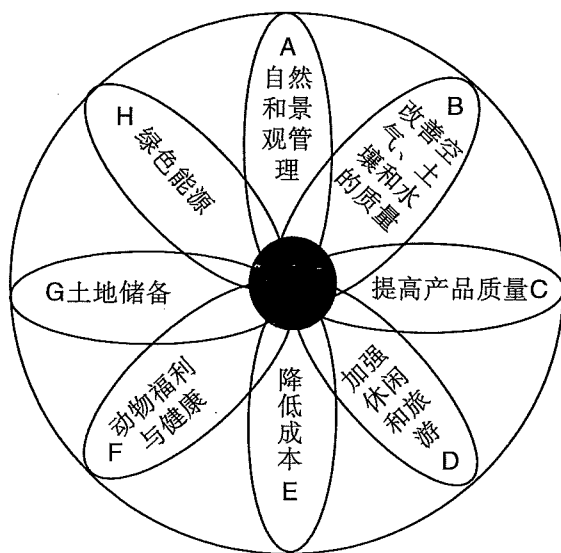 A
自然
和景
观管
理
B
改善空
气、土
壤和水
的质量
提高产品质量C
加强
休闲
和旅
游
D
降
低
成
本
E
动物福利
与健康
F
G土地储备
H
绿色能源